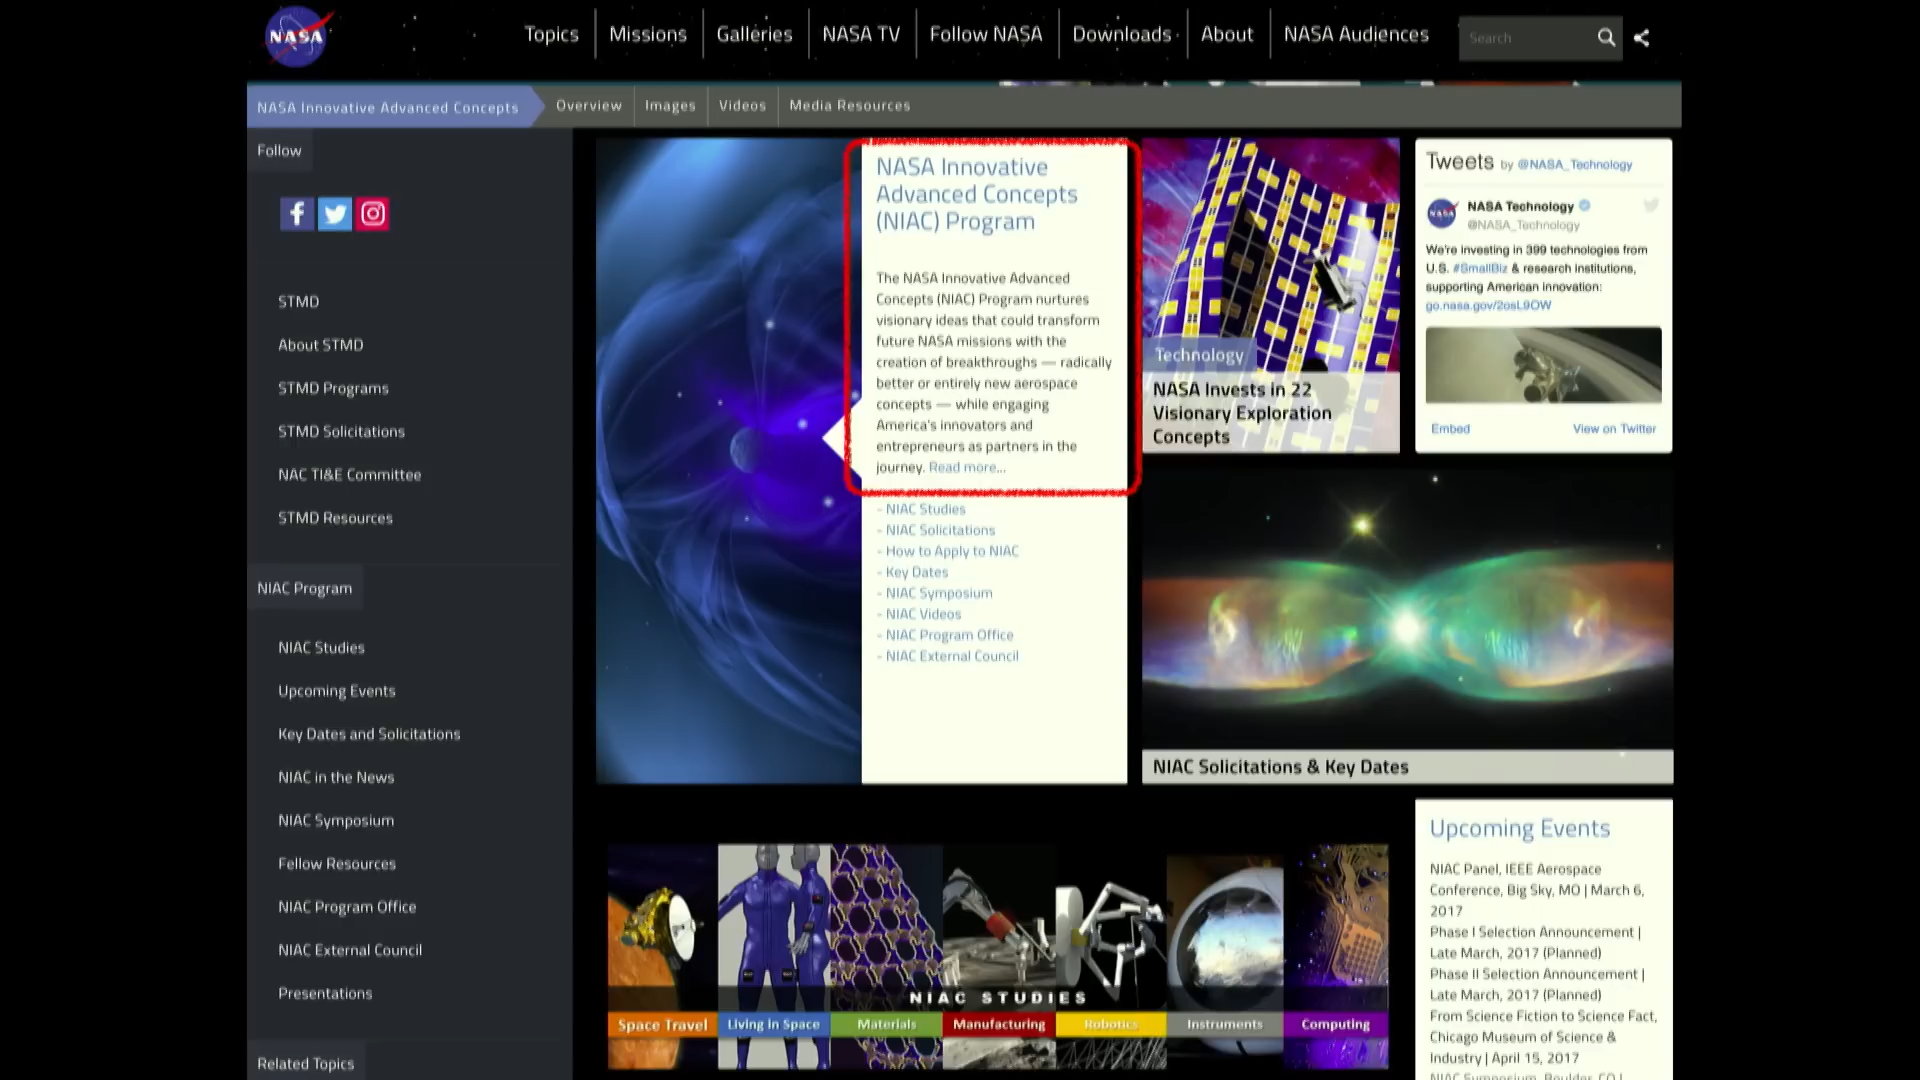 NASA
Topics
Missions
Galleries
NASA TV
Follow NASA
Downloads
About
NASA Audiences
Search
NASA Innovative Advanced Concepts
Overview
Images
Videos
Media Resources
Follow
STMD
About STMD
STMD Programs
STMD Solicitations
NAC TI&E Committee
STMD Resources
NIAC Program
NIAC Studies
Upcoming Events
Key Dates and Solicitations
NIAC in the News
NIAC Symposium
Fellow Resources
NIAC Program Office
NIAC External Council
Presentations
Related Topics
NASA Innovative
Advanced Concepts
(NIAC) Program
The NASA Innovative Advanced
Concepts (NIAC) Program nurtures
visionary ideas that could transform
future NASA missions with the
creation of breakthroughs — radically
better or entirely new aerospace
concepts — while engaging
America's innovators and
entrepreneurs as partners in the
journey. Read more...
- NIAC Studies
- NIAC Solicitations
- How to Apply to NIAC
- Key Dates
- NIAC Symposium
- NIAC Videos
- NIAC Program Office
- NIAC External Council
Technology
NASA Invests in 22
Visionary Exploration
Concepts
Tweets by @NASA_Technology
NASA Technology
@NASA_Technology
We're investing in 399 technologies from
U.S. #SmallBiz & research institutions,
supporting American innovation:
go.nasa.gov/2osL9OW
Embed
View on Twitter
NIAC Solicitations & Key Dates
NIAC STUDIES
Space Travel
Living in Space
Materials
Manufacturing
Robotics
Instruments
Computing
Upcoming Events
NIAC Panel, IEEE Aerospace
Conference, Big Sky, MO | March 6,
2017
Phase I Selection Announcement |
Late March, 2017 (Planned)
Phase II Selection Announcement |
Late March, 2017 (Planned)
From Science Fiction to Science Fact,
Chicago Museum of Science &
Industry | April 15, 2017
NIAC Symposium, Boulder, CO |